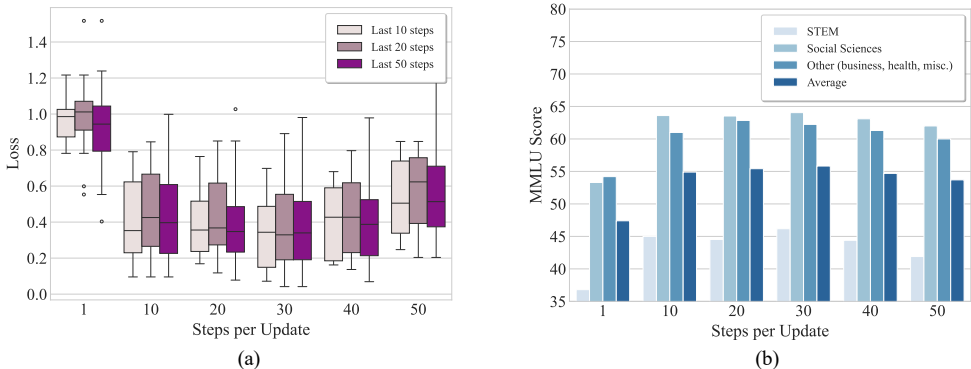 Loss
1.4
1.2
1.0
0.8
0.6
0.4
0.2
0.0
Last 10 steps
Last 20 steps
Last 50 steps
1 10 20 30 40 50
Steps per Update
(a)
MMLU Score
80
75
70
65
60
55
50
45
40
35
STEM
Social Sciences
Other (business, health, misc.)
Average
1 10 20 30 40 50
Steps per Update
(b)